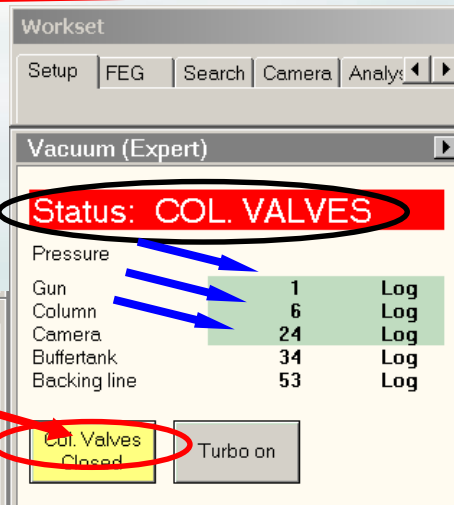 Workset
Setup FEG Search Camera Analys
Vacuum (Expert)
Status: COL. VALVES
Pressure
Gun 1 Log
Column 6 Log
Camera 24 Log
Buffertank 34 Log
Backing line 53 Log
Col. Valves Closed
Turbo on